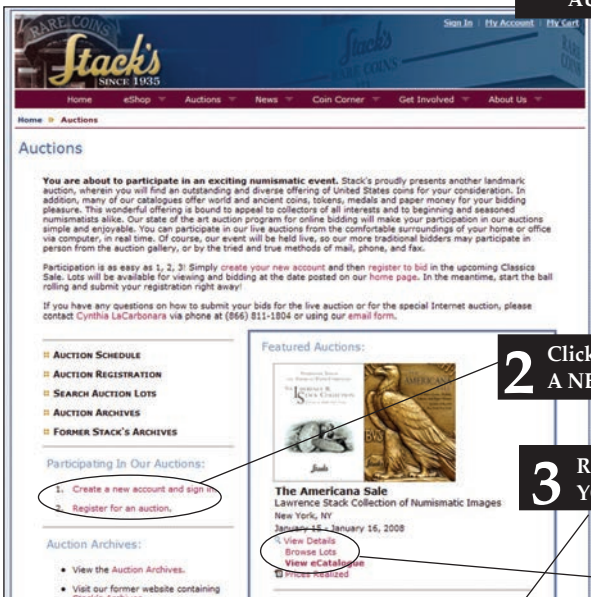 Sign In | My Account | My Cart
RARE COINS
Stack's
SINCE 1935
Stack's
RARE COINS
RARE
COINS
Home eShop Auctions News Coin Corner Get Involved About Us
Home » Auctions
Auctions
You are about to participate in an exciting numismatic event. Stack's proudly presents another landmark
auction, wherein you will find an outstanding and diverse offering of United States coins for your consideration. In
addition, many of our catalogues offer world and ancient coins, tokens, medals and paper money for your bidding
pleasure. This wonderful offering is bound to appeal to collectors of all interests and to beginning and seasoned
numismatists alike. Our state of the art auction program for online bidding will make your participation in our auctions
simple and enjoyable. You can participate in our live auctions from the comfortable surroundings of your home or office
via computer, in real time. Of course, our event will be held live, so our more traditional bidders may participate in
person from the auction gallery, or by the tried and true methods of mail, phone, and fax.
Participation is as easy as 1, 2, 3! Simply create your new account and then register to bid in the upcoming Classics
Sale. Lots will be available for viewing and bidding at the date posted on our home page. In the meantime, start the ball
rolling and submit your registration right away!
If you have any questions on how to submit your bids for the live auction or for the special Internet auction, please
contact Cynthia LaCarbonara via phone at (866) 811-1804 or using our email form.
AUCTION SCHEDULE
AUCTION REGISTRATION
SEARCH AUCTION LOTS
AUCTION ARCHIVES
FORMER STACK'S ARCHIVES
Participating In Our Auctions:
1. Create a new account and sign in.
2. Register for an auction.
Auction Archives:
• View the Auction Archives.
• Visit our former website containing
Featured Auctions:
LAWRENCE R.
STACK COLLECTION
Stack's
AMERICANA
The Americana Sale
Lawrence Stack Collection of Numismatic Images
New York, NY
January 15 - January 16, 2008
View Details
Browse Lots
View eCatalogue
Prices Realized
2 Click
A NE
3 R
Y